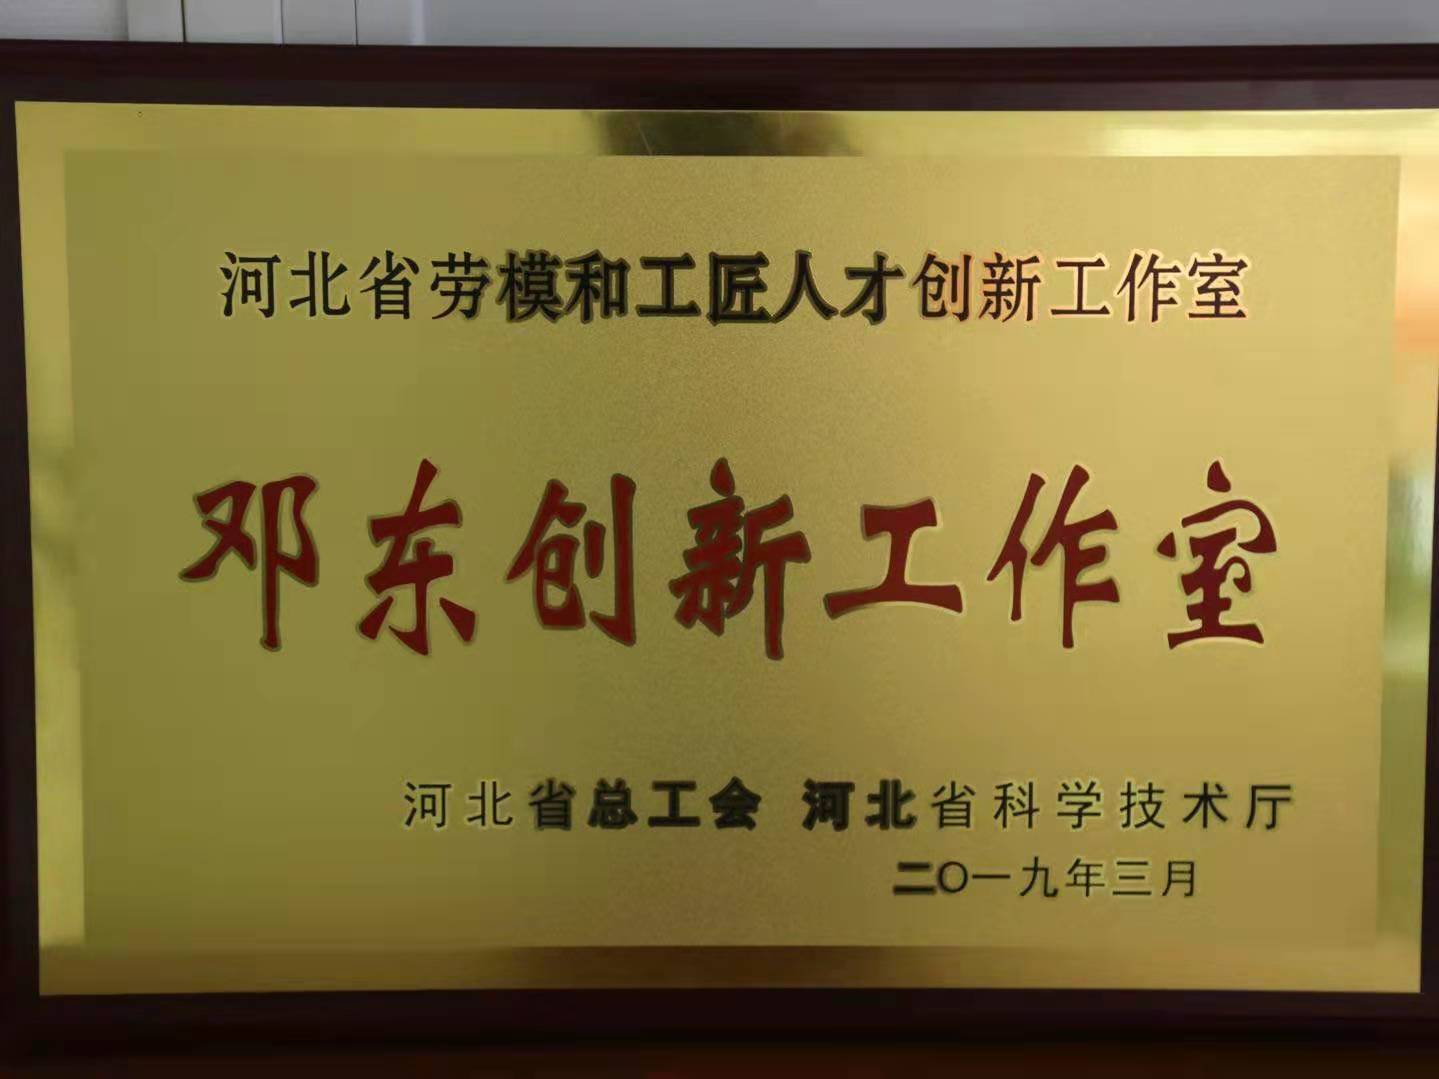 河北省劳模和工匠人才创新工作室
邓东创新工作室
河北省总工会 河北省科学技术厅
二〇一九年三月